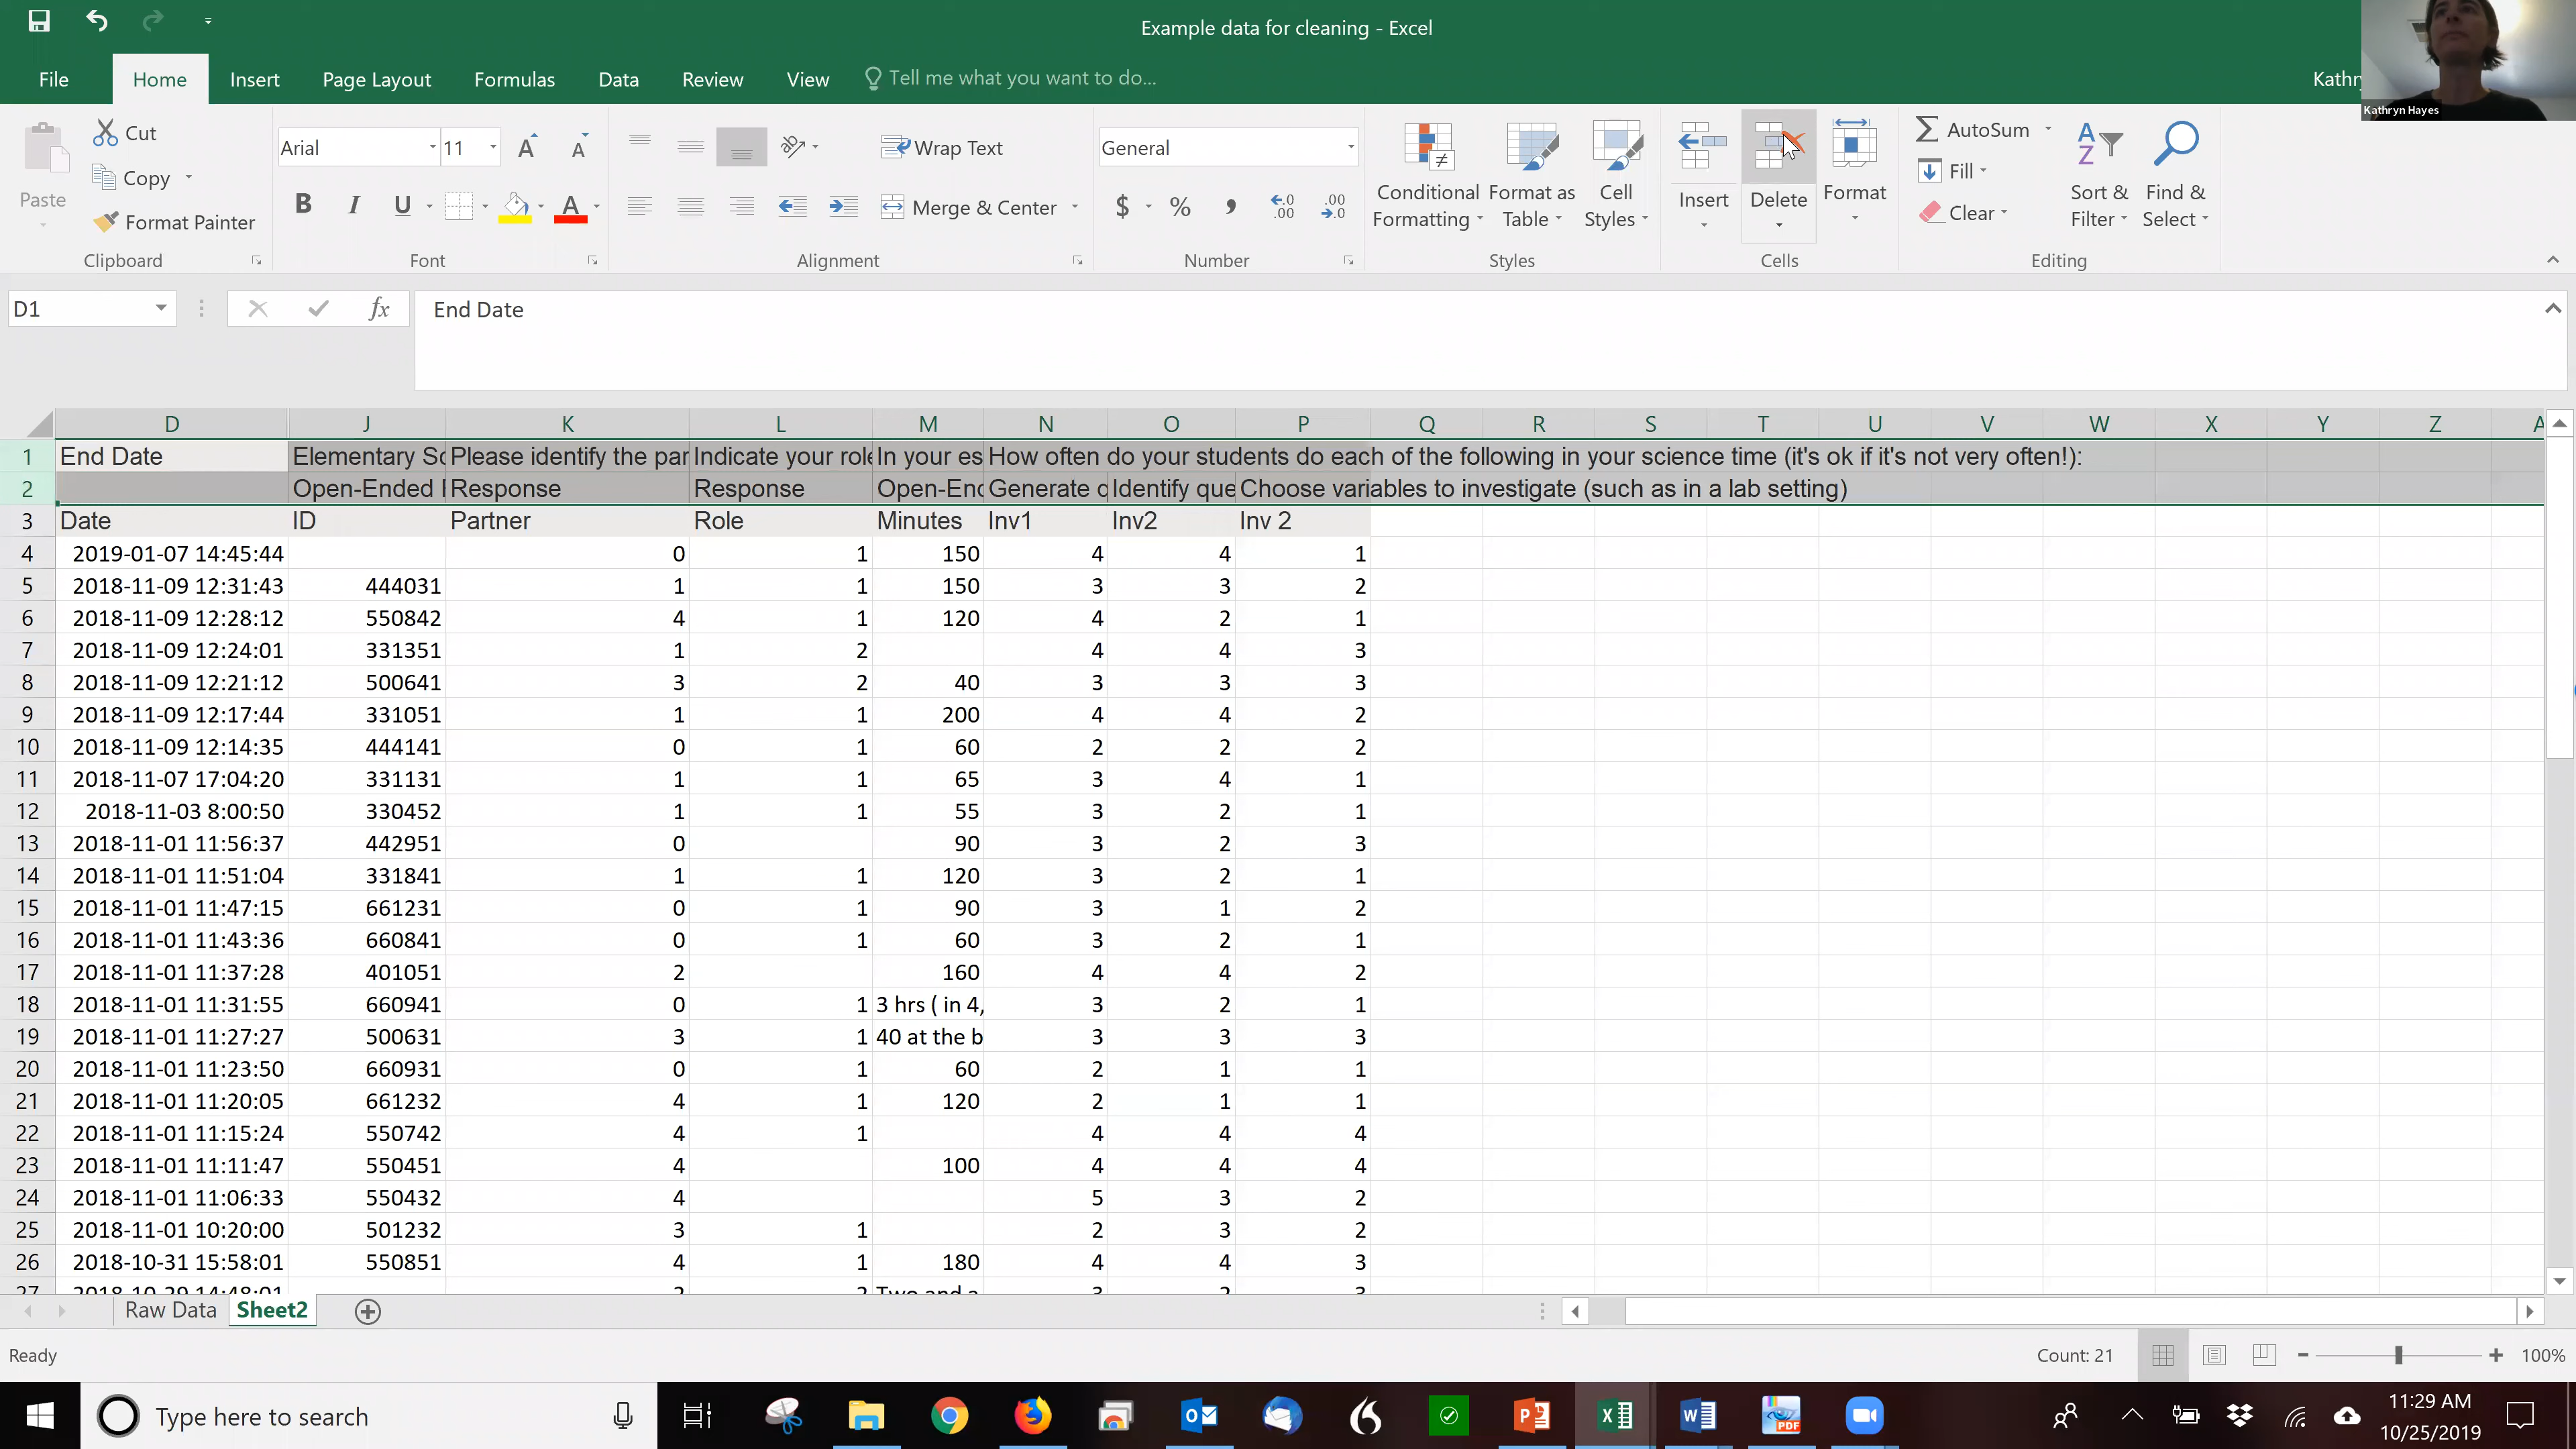 Example data for cleaning - Excel
Kathry
Kathryn Hayes
File Home Insert Page Layout Formulas Data Review View Tell me what you want to do...
Paste
Cut
Copy
Format Painter
Clipboard
Arial 11 A A
B I U A
Font
Wrap Text
Merge & Center
Alignment
General
$ % , .0 .00 .00 .0
Number
Conditional Formatting
Format as Table
Cell Styles
Styles
Insert Delete Format
Cells
AutoSum
Fill
Clear
Sort & Filter
Find & Select
Editing
D1 fx End Date
D J K L M N O P Q R S T U V W X Y Z
1 End Date Elementary Sc Please identify the par Indicate your role In your es How often do your students do each of the following in your science time (it's ok if it's not very often!):
2 Open-Ended Response Response Open-Enc Generate q Identify que Choose variables to investigate (such as in a lab setting)
3 Date ID Partner Role Minutes Inv1 Inv2 Inv 2
4 2019-01-07 14:45:44 0 1 150 4 4 1
5 2018-11-09 12:31:43 444031 1 1 150 3 3 2
6 2018-11-09 12:28:12 550842 4 1 120 4 2 1
7 2018-11-09 12:24:01 331351 1 2 4 4 3
8 2018-11-09 12:21:12 500641 3 2 40 3 3 3
9 2018-11-09 12:17:44 331051 1 1 200 4 4 2
10 2018-11-09 12:14:35 444141 0 1 60 2 2 2
11 2018-11-07 17:04:20 331131 1 1 65 3 4 1
12 2018-11-03 8:00:50 330452 1 1 55 3 2 1
13 2018-11-01 11:56:37 442951 0 90 3 2 3
14 2018-11-01 11:51:04 331841 1 1 120 3 2 1
15 2018-11-01 11:47:15 661231 0 1 90 3 1 2
16 2018-11-01 11:43:36 660841 0 1 60 3 2 1
17 2018-11-01 11:37:28 401051 2 160 4 4 2
18 2018-11-01 11:31:55 660941 0 1 3 hrs ( in 4, 3 2 1
19 2018-11-01 11:27:27 500631 3 1 40 at the b 3 3 3
20 2018-11-01 11:23:50 660931 0 1 60 2 1 1
21 2018-11-01 11:20:05 661232 4 1 120 2 1 1
22 2018-11-01 11:15:24 550742 4 1 4 4 4
23 2018-11-01 11:11:47 550451 4 100 4 4 4
24 2018-11-01 11:06:33 550432 4 5 3 2
25 2018-11-01 10:20:00 501232 3 1 2 3 2
26 2018-10-31 15:58:01 550851 4 1 180 4 4 3
27 2018-10-29 14:48:01 2 2 Two and a 3 2 3
Raw Data Sheet2
Ready Count: 21 100%
Type here to search
11:29 AM
10/25/2019